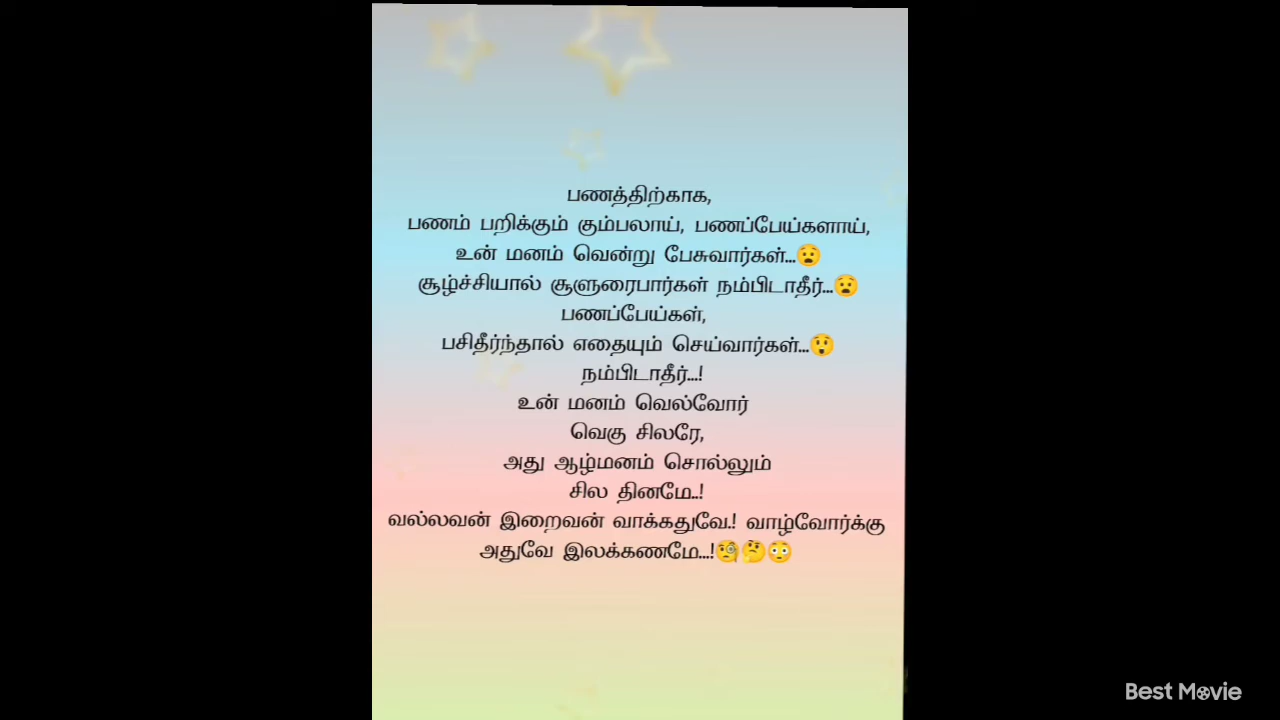 பணத்திற்காக,
பணம் பறிக்கும் கும்பலாய், பணப்பேய்களாய்,
உன் மனம் வென்று பேசுவார்கள்...😧
சூழ்ச்சியால் சூளுரைபார்கள் நம்பிடாதீர்...😧
பணப்பேய்கள்,
பசிதீர்ந்தால் எதையும் செய்வார்கள்...😲
நம்பிடாதீர்...!
உன் மனம் வெல்வோர்
வெகு சிலரே,
அது ஆழ்மனம் சொல்லும்
சில தினமே..!
வல்லவன் இறைவன் வாக்கதுவே.! வாழ்வோர்க்கு
அதுவே இலக்கணமே...!🧐🤔😳
Best Movie